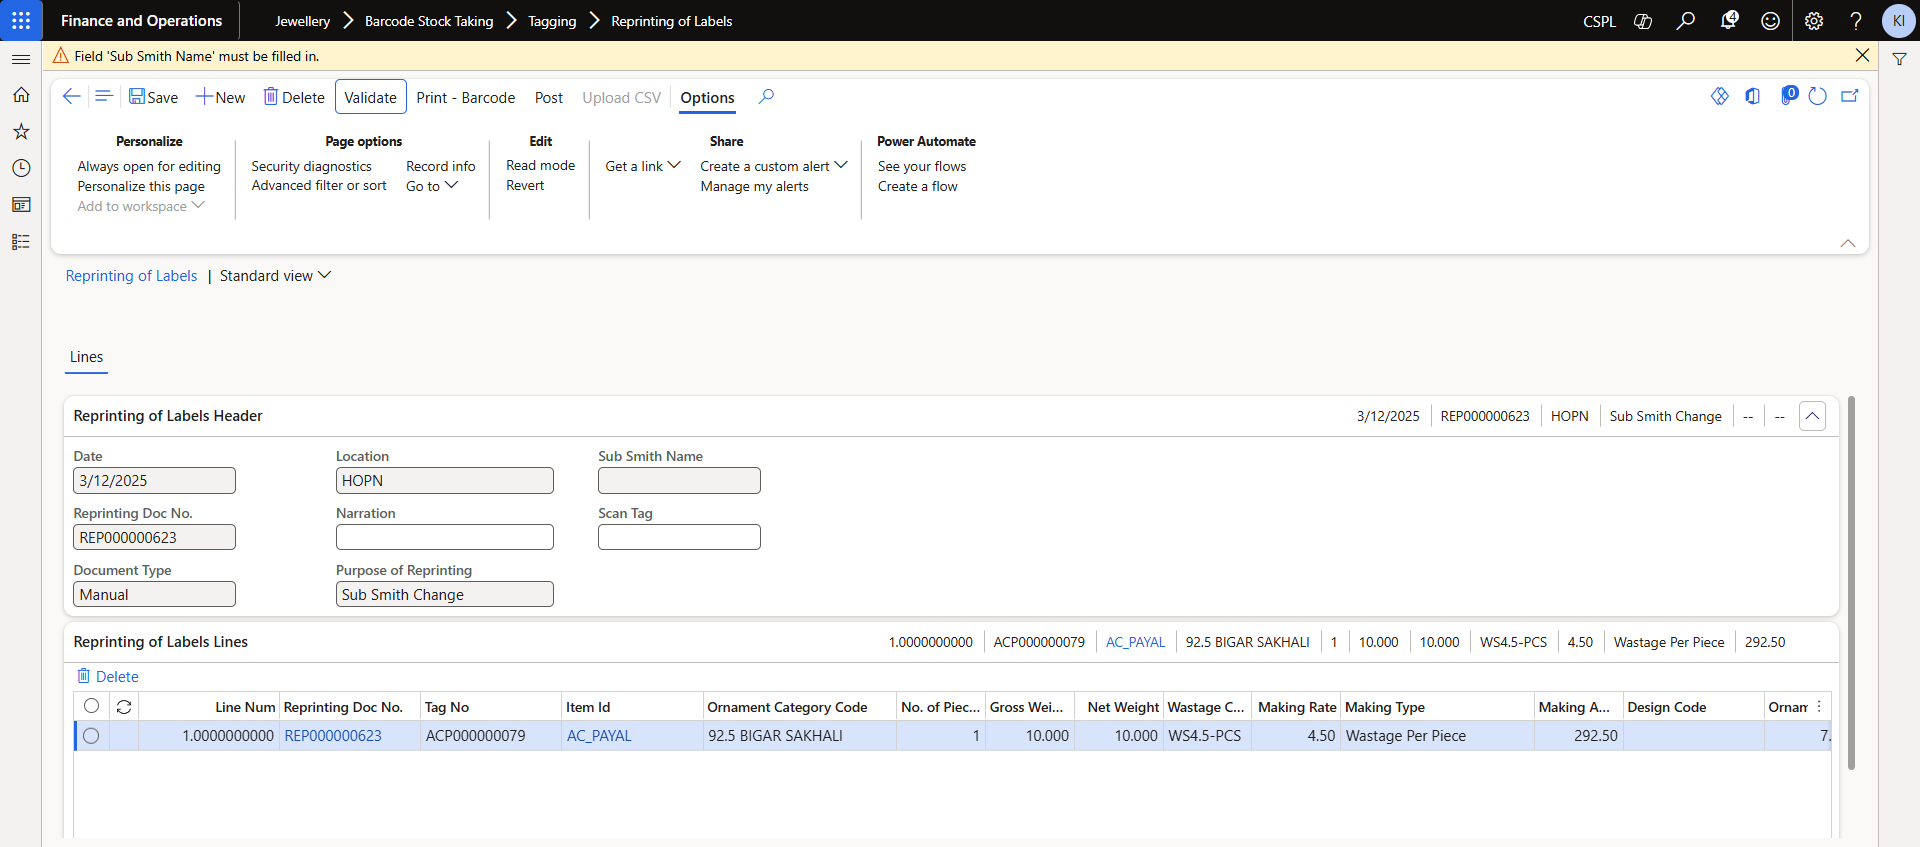 Finance and Operations
Jewellery > Barcode Stock Taking > Tagging > Reprinting of Labels
CSPL
4
KI
Field 'Sub Smith Name' must be filled in.
Save New Delete Validate Print - Barcode Post Upload CSV Options
0
Personalize
Always open for editing
Personalize this page
Add to workspace
Page options
Security diagnostics
Advanced filter or sort
Record info
Go to
Edit
Read mode
Revert
Share
Get a link
Create a custom alert
Manage my alerts
Power Automate
See your flows
Create a flow
Reprinting of Labels | Standard view
Lines
Reprinting of Labels Header 3/12/2025 REP000000623 HOPN Sub Smith Change -- --
Date
3/12/2025
Reprinting Doc No.
REP000000623
Document Type
Manual
Location
HOPN
Narration
Purpose of Reprinting
Sub Smith Change
Sub Smith Name
Scan Tag
Reprinting of Labels Lines 1.0000000000 ACP000000079 AC_PAYAL 92.5 BIGAR SAKHALI 1 10.000 10.000 WS4.5-PCS 4.50 Wastage Per Piece 292.50
Delete
Line Num Reprinting Doc No. Tag No Item Id Ornament Category Code No. of Piec... Gross Wei... Net Weight Wastage C... Making Rate Making Type Making A... Design Code Ornam
1.0000000000 REP000000623 ACP000000079 AC_PAYAL 92.5 BIGAR SAKHALI 1 10.000 10.000 WS4.5-PCS 4.50 Wastage Per Piece 292.50 7.